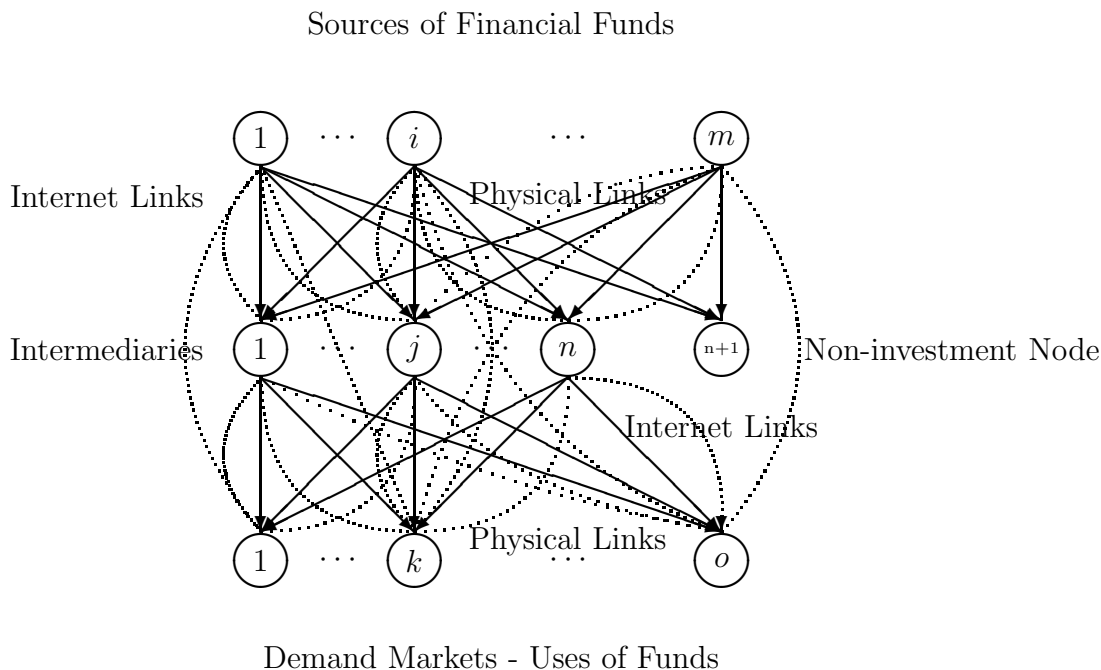 Sources of Financial Funds
1 ··· i ··· m
Internet Links Physical Links
Intermediaries 1 ··· j ··· n n+1 Non-investment Node
Internet Links
Physical Links
1 ··· k ··· o
Demand Markets - Uses of Funds